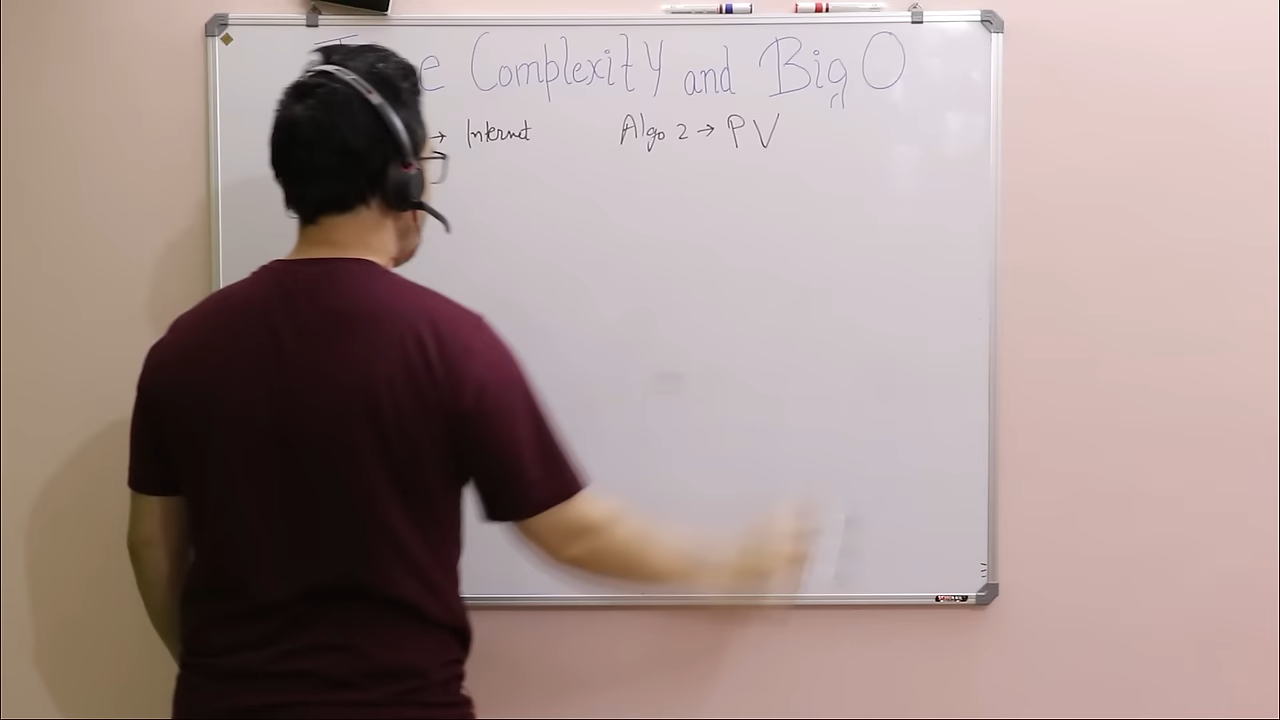 e Complexity and Big O
→ Internet Algo 2 → PV